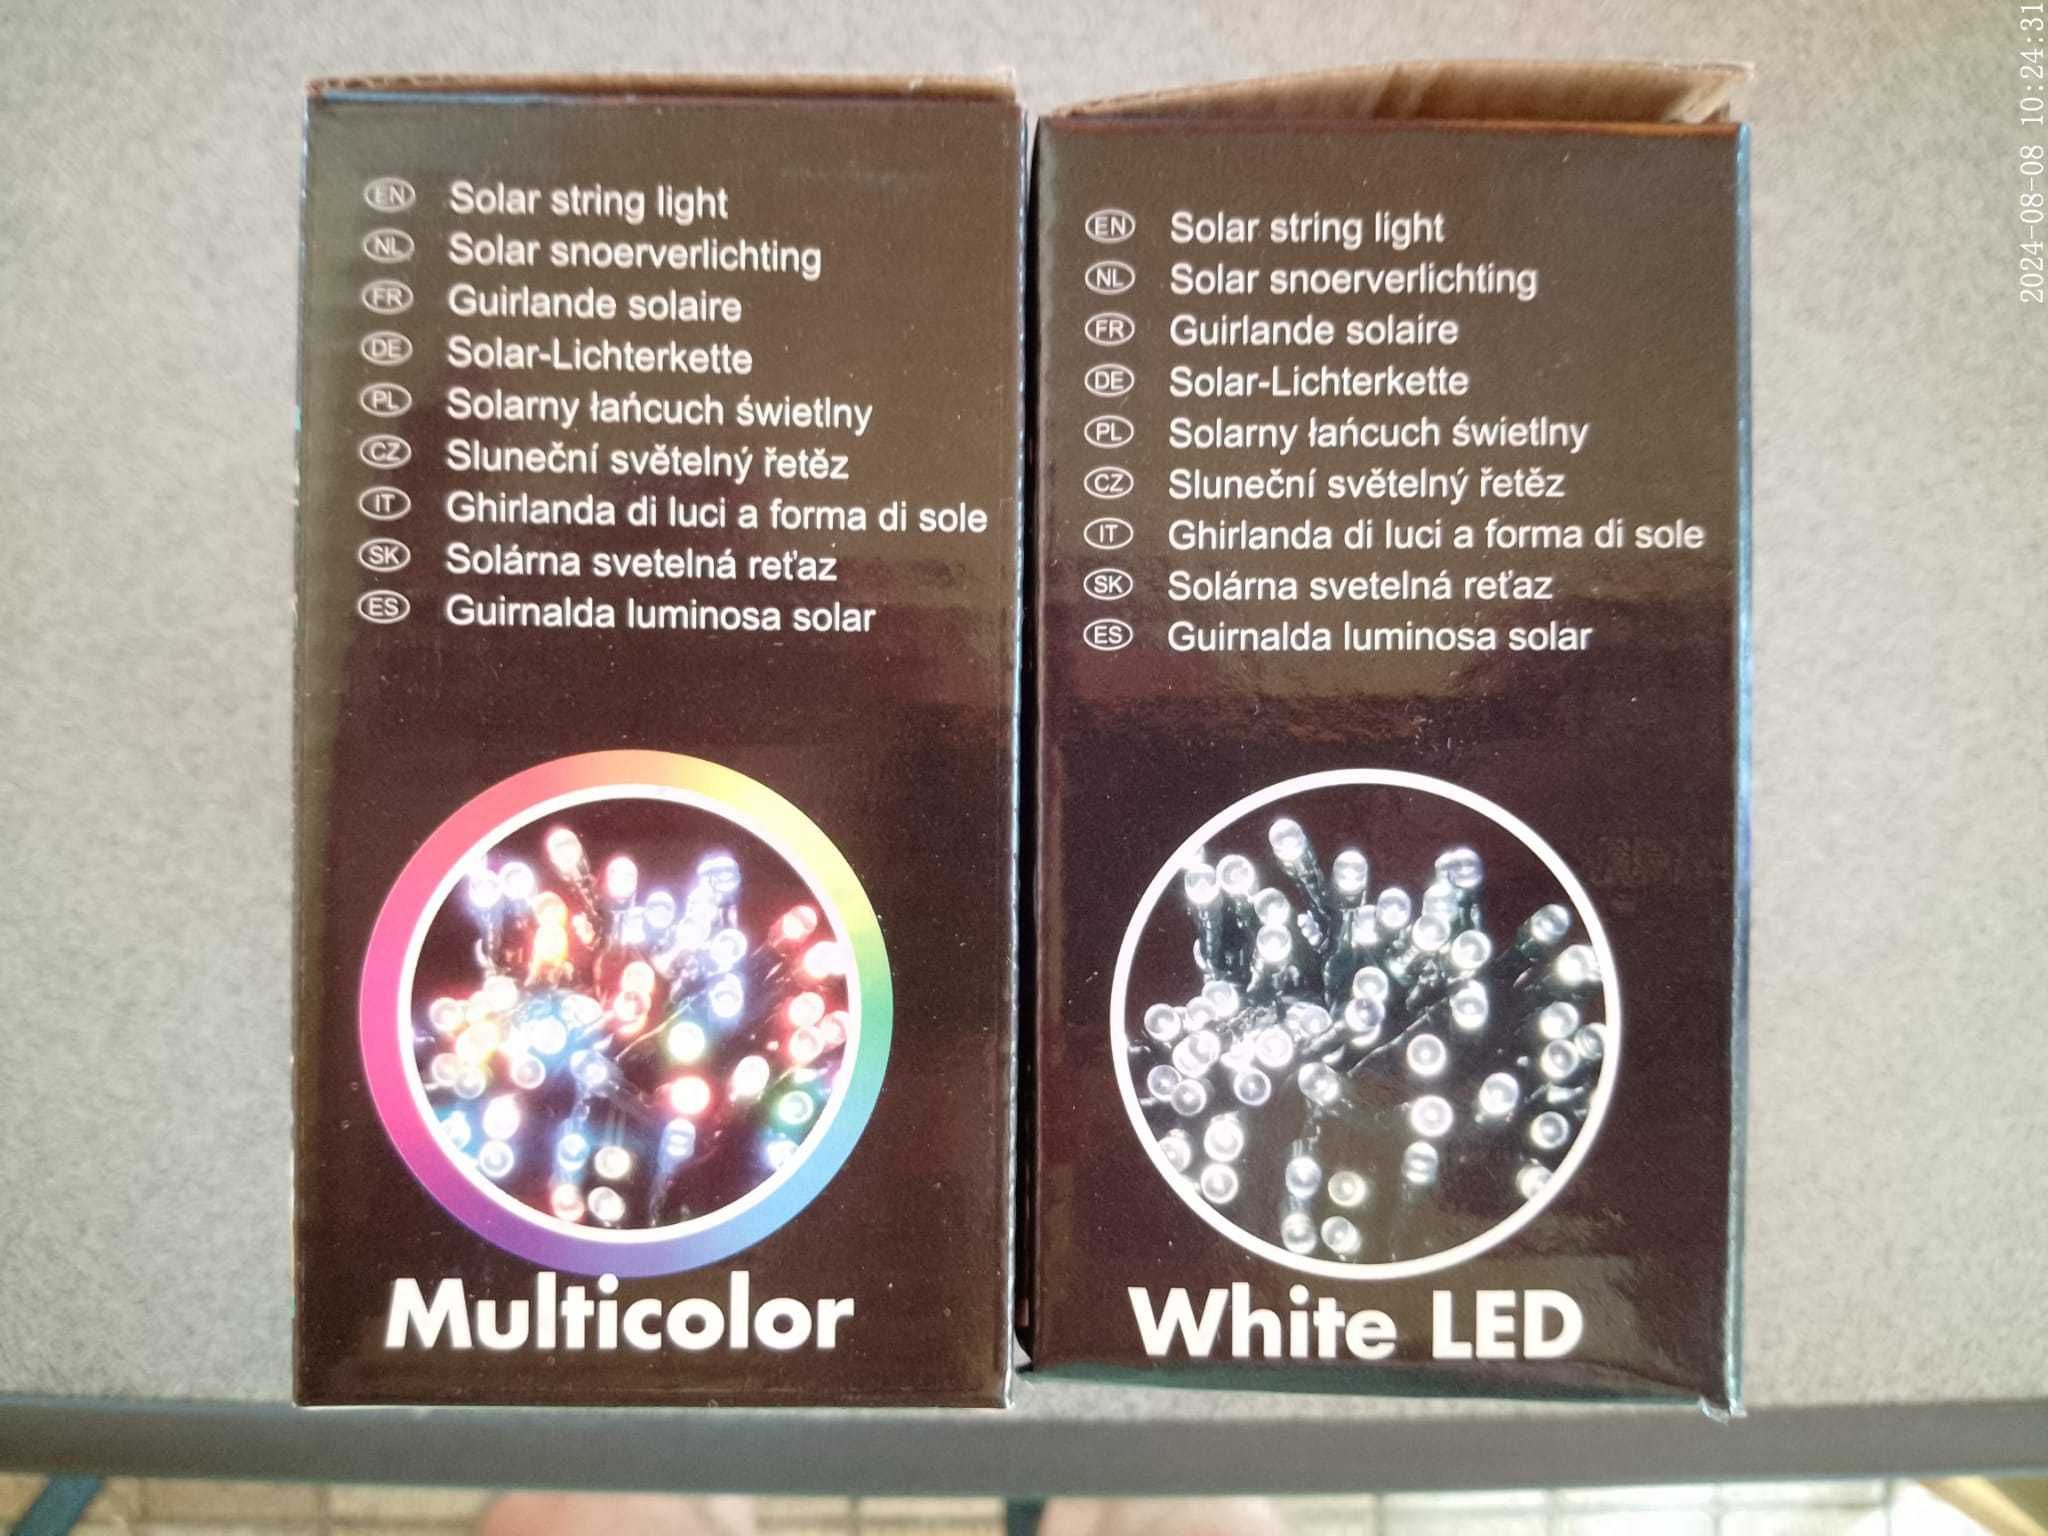 EN Solar string light
NL Solar snoerverlichting
FR Guirlande solaire
DE Solar-Lichterkette
PL Solarny łańcuch świetlny
CZ Sluneční světelný řetěz
IT Ghirlanda di luci a forma di sole
SK Solárna svetelná reťaz
ES Guirnalda luminosa solar
Multicolor
EN Solar string light
NL Solar snoerverlichting
FR Guirlande solaire
DE Solar-Lichterkette
PL Solarny łańcuch świetlny
CZ Sluneční světelný řetěz
IT Ghirlanda di luci a forma di sole
SK Solárna svetelná reťaz
ES Guirnalda luminosa solar
White LED
2024-08-08 10:24:31